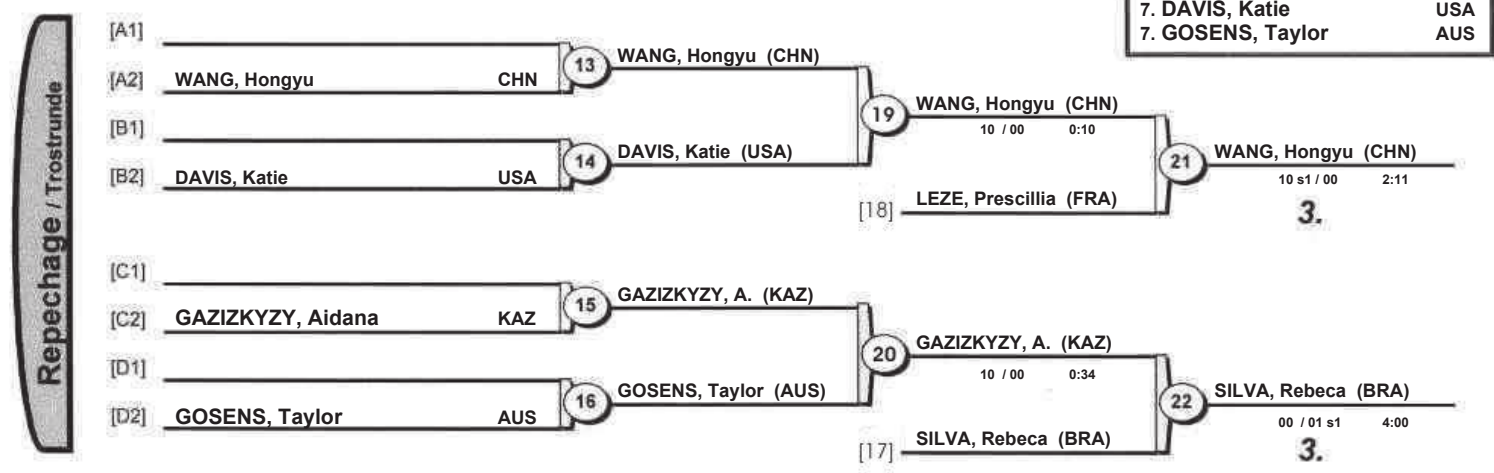 7. DAVIS, Katie USA
7. GOSENS, Taylor AUS
Repechage / Trostrunde
[A1]
[A2] WANG, Hongyu CHN
13 WANG, Hongyu (CHN)
[B1]
[B2] DAVIS, Katie USA
14 DAVIS, Katie (USA)
19 WANG, Hongyu (CHN)
10 / 00 0:10
[18] LEZE, Prescillia (FRA)
21 WANG, Hongyu (CHN)
10 s1 / 00 2:11
3.
[C1]
[C2] GAZIZKYZY, Aidana KAZ
15 GAZIZKYZY, A. (KAZ)
[D1]
[D2] GOSENS, Taylor AUS
16 GOSENS, Taylor (AUS)
20 GAZIZKYZY, A. (KAZ)
10 / 00 0:34
[17] SILVA, Rebeca (BRA)
22 SILVA, Rebeca (BRA)
00 / 01 s1 4:00
3.